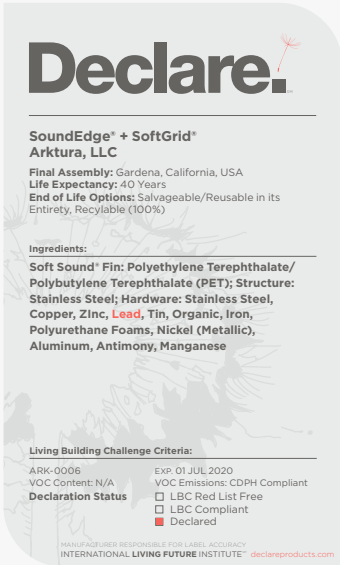 Declare.
SoundEdge® + SoftGrid®
Arktura, LLC
Final Assembly: Gardena, California, USA
Life Expectancy: 40 Years
End of Life Options: Salvageable/Reusable in its
Entirety, Recylable (100%)
Ingredients:
Soft Sound® Fin: Polyethylene Terephthalate/
Polybutylene Terephthalate (PET); Structure:
Stainless Steel; Hardware: Stainless Steel,
Copper, ZInc, Lead, Tin, Organic, Iron,
Polyurethane Foams, Nickel (Metallic),
Aluminum, Antimony, Manganese
Living Building Challenge Criteria:
ARK-0006 EXP. 01 JUL 2020
VOC Content: N/A VOC Emissions: CDPH Compliant
Declaration Status LBC Red List Free
LBC Compliant
Declared
MANUFACTURER RESPONSIBLE FOR LABEL ACCURACY
INTERNATIONAL LIVING FUTURE INSTITUTE™ declareproducts.com